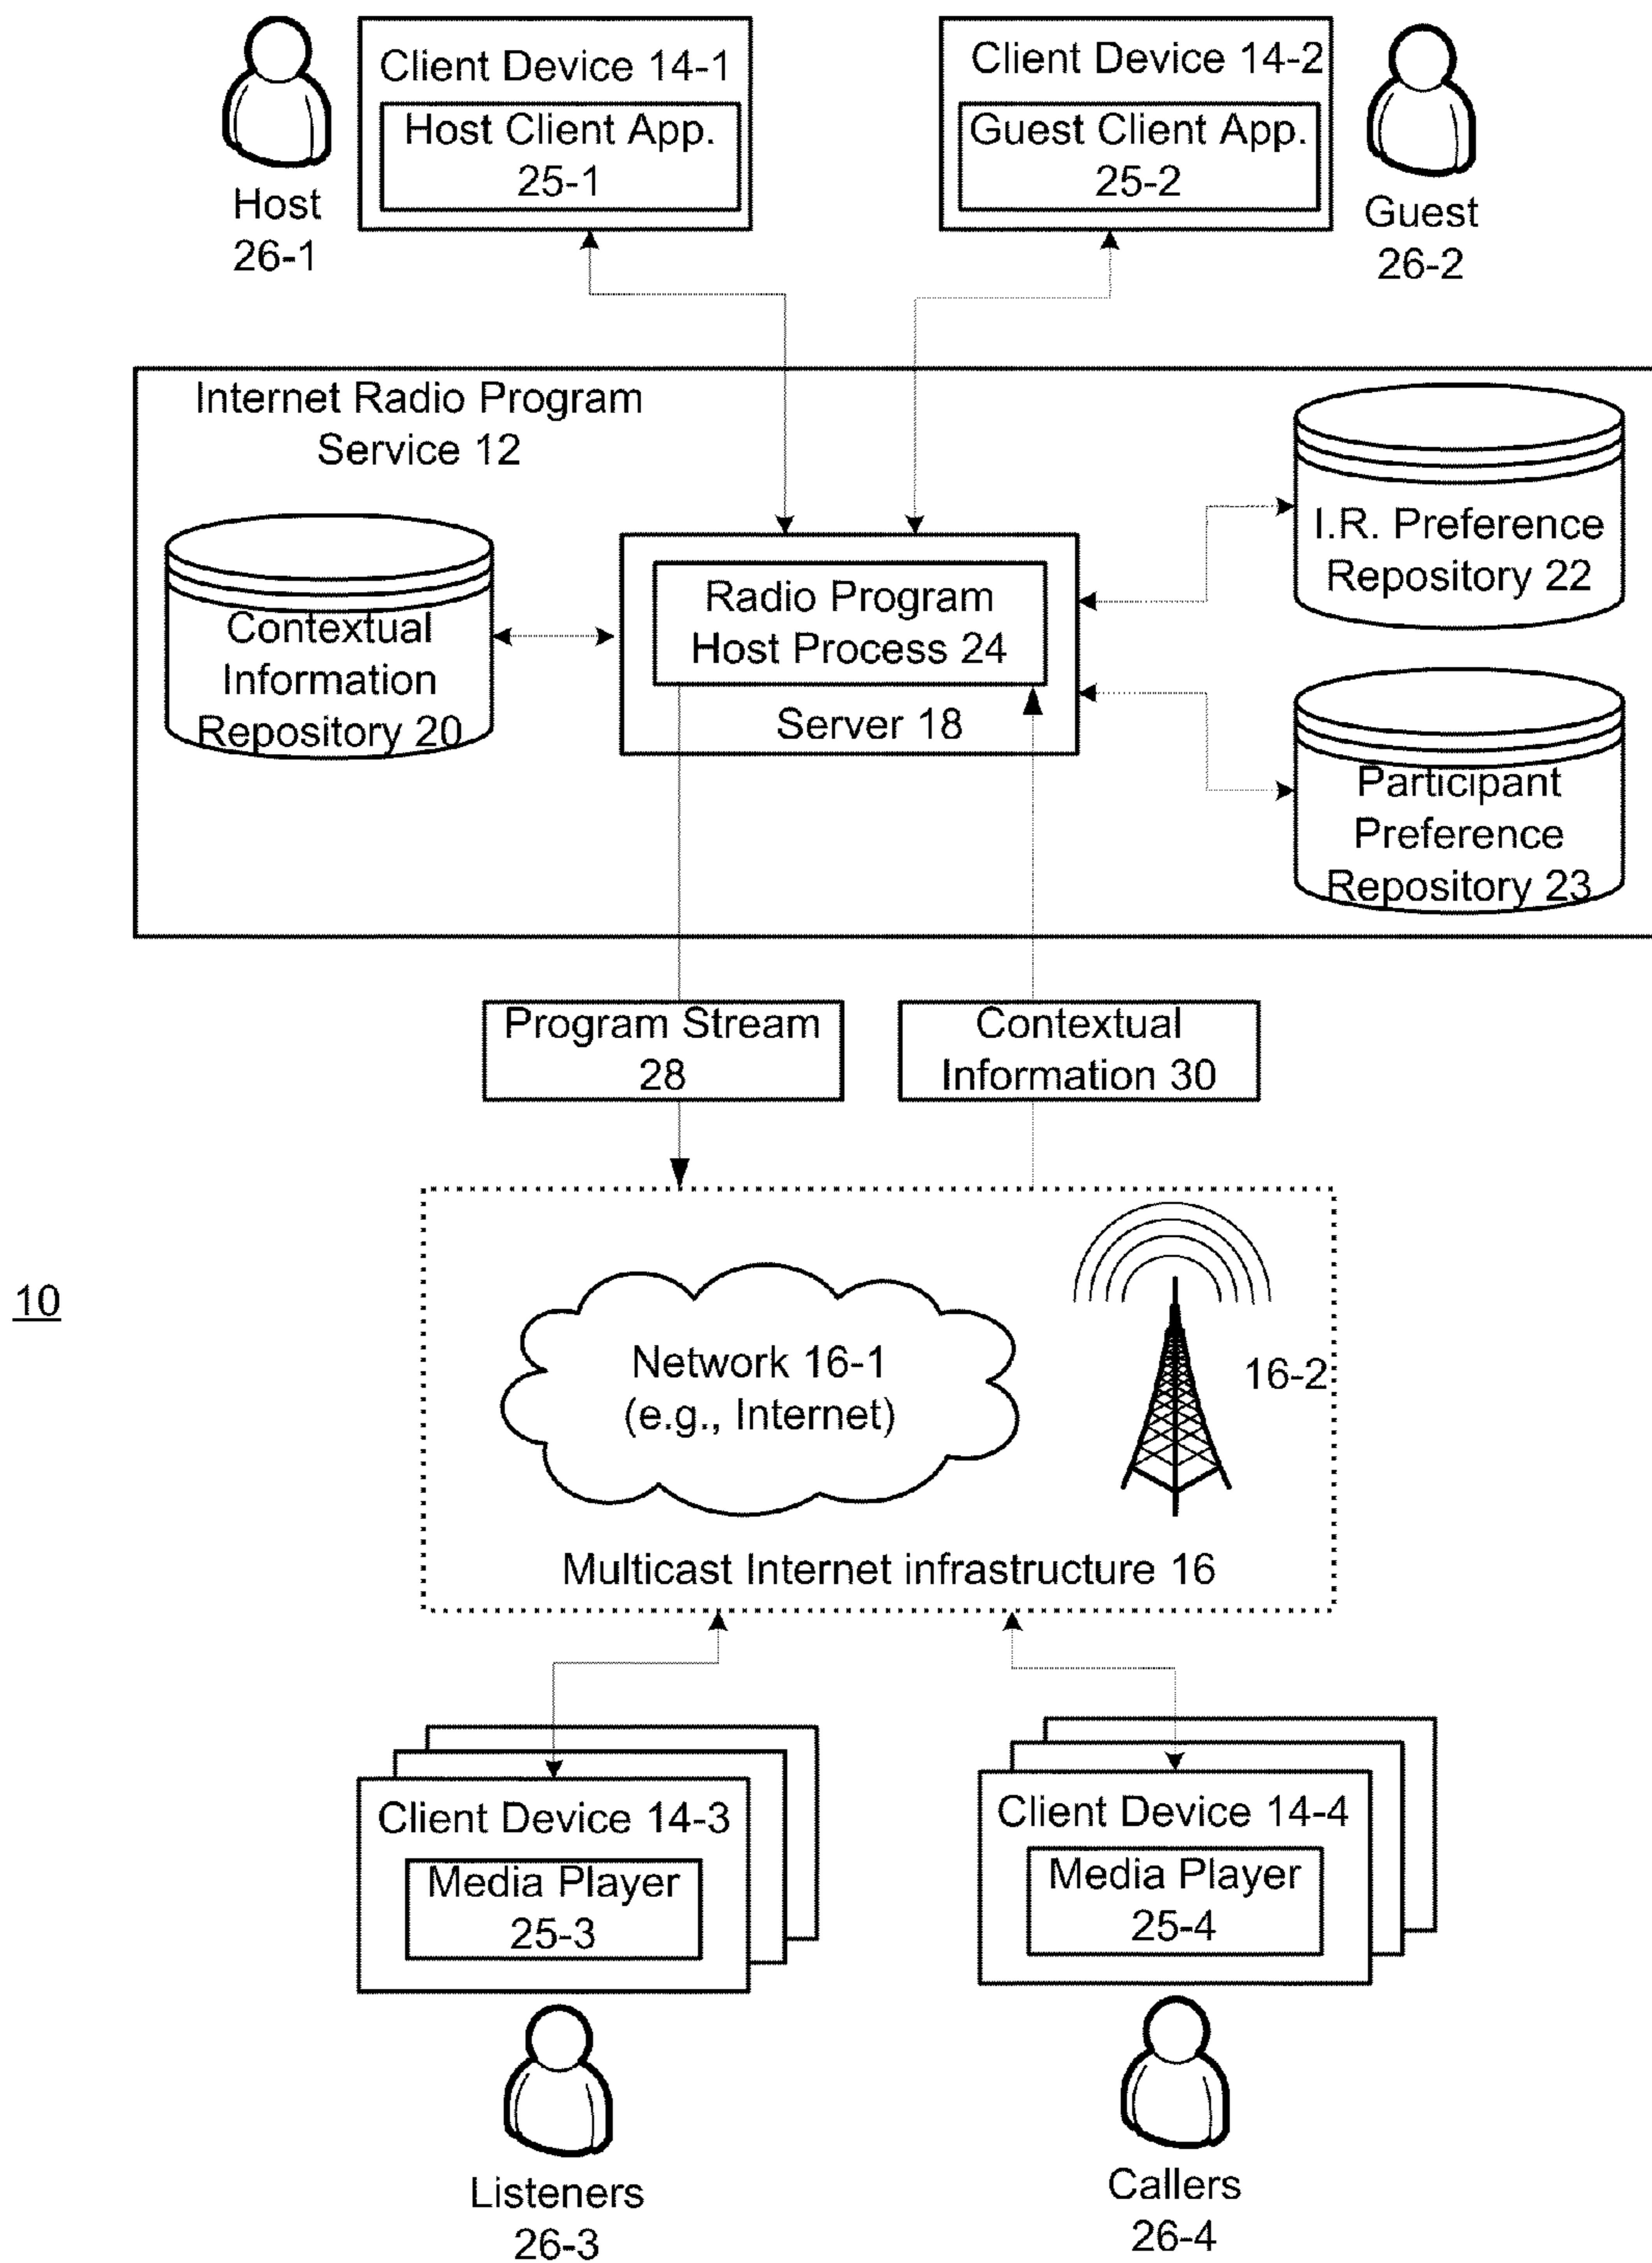 Client Device 14-1
Host Client App.
25-1
Host
26-1
Client Device 14-2
Guest Client App.
25-2
Guest
26-2
Internet Radio Program
Service 12
Contextual
Information
Repository 20
Radio Program
Host Process 24
Server 18
I.R. Preference
Repository 22
Participant
Preference
Repository 23
Program Stream
28
Contextual
Information 30
10
Network 16-1
(e.g., Internet)
16-2
Multicast Internet infrastructure 16
Client Device 14-3
Media Player
25-3
Client Device 14-4
Media Player
25-4
Listeners
26-3
Callers
26-4